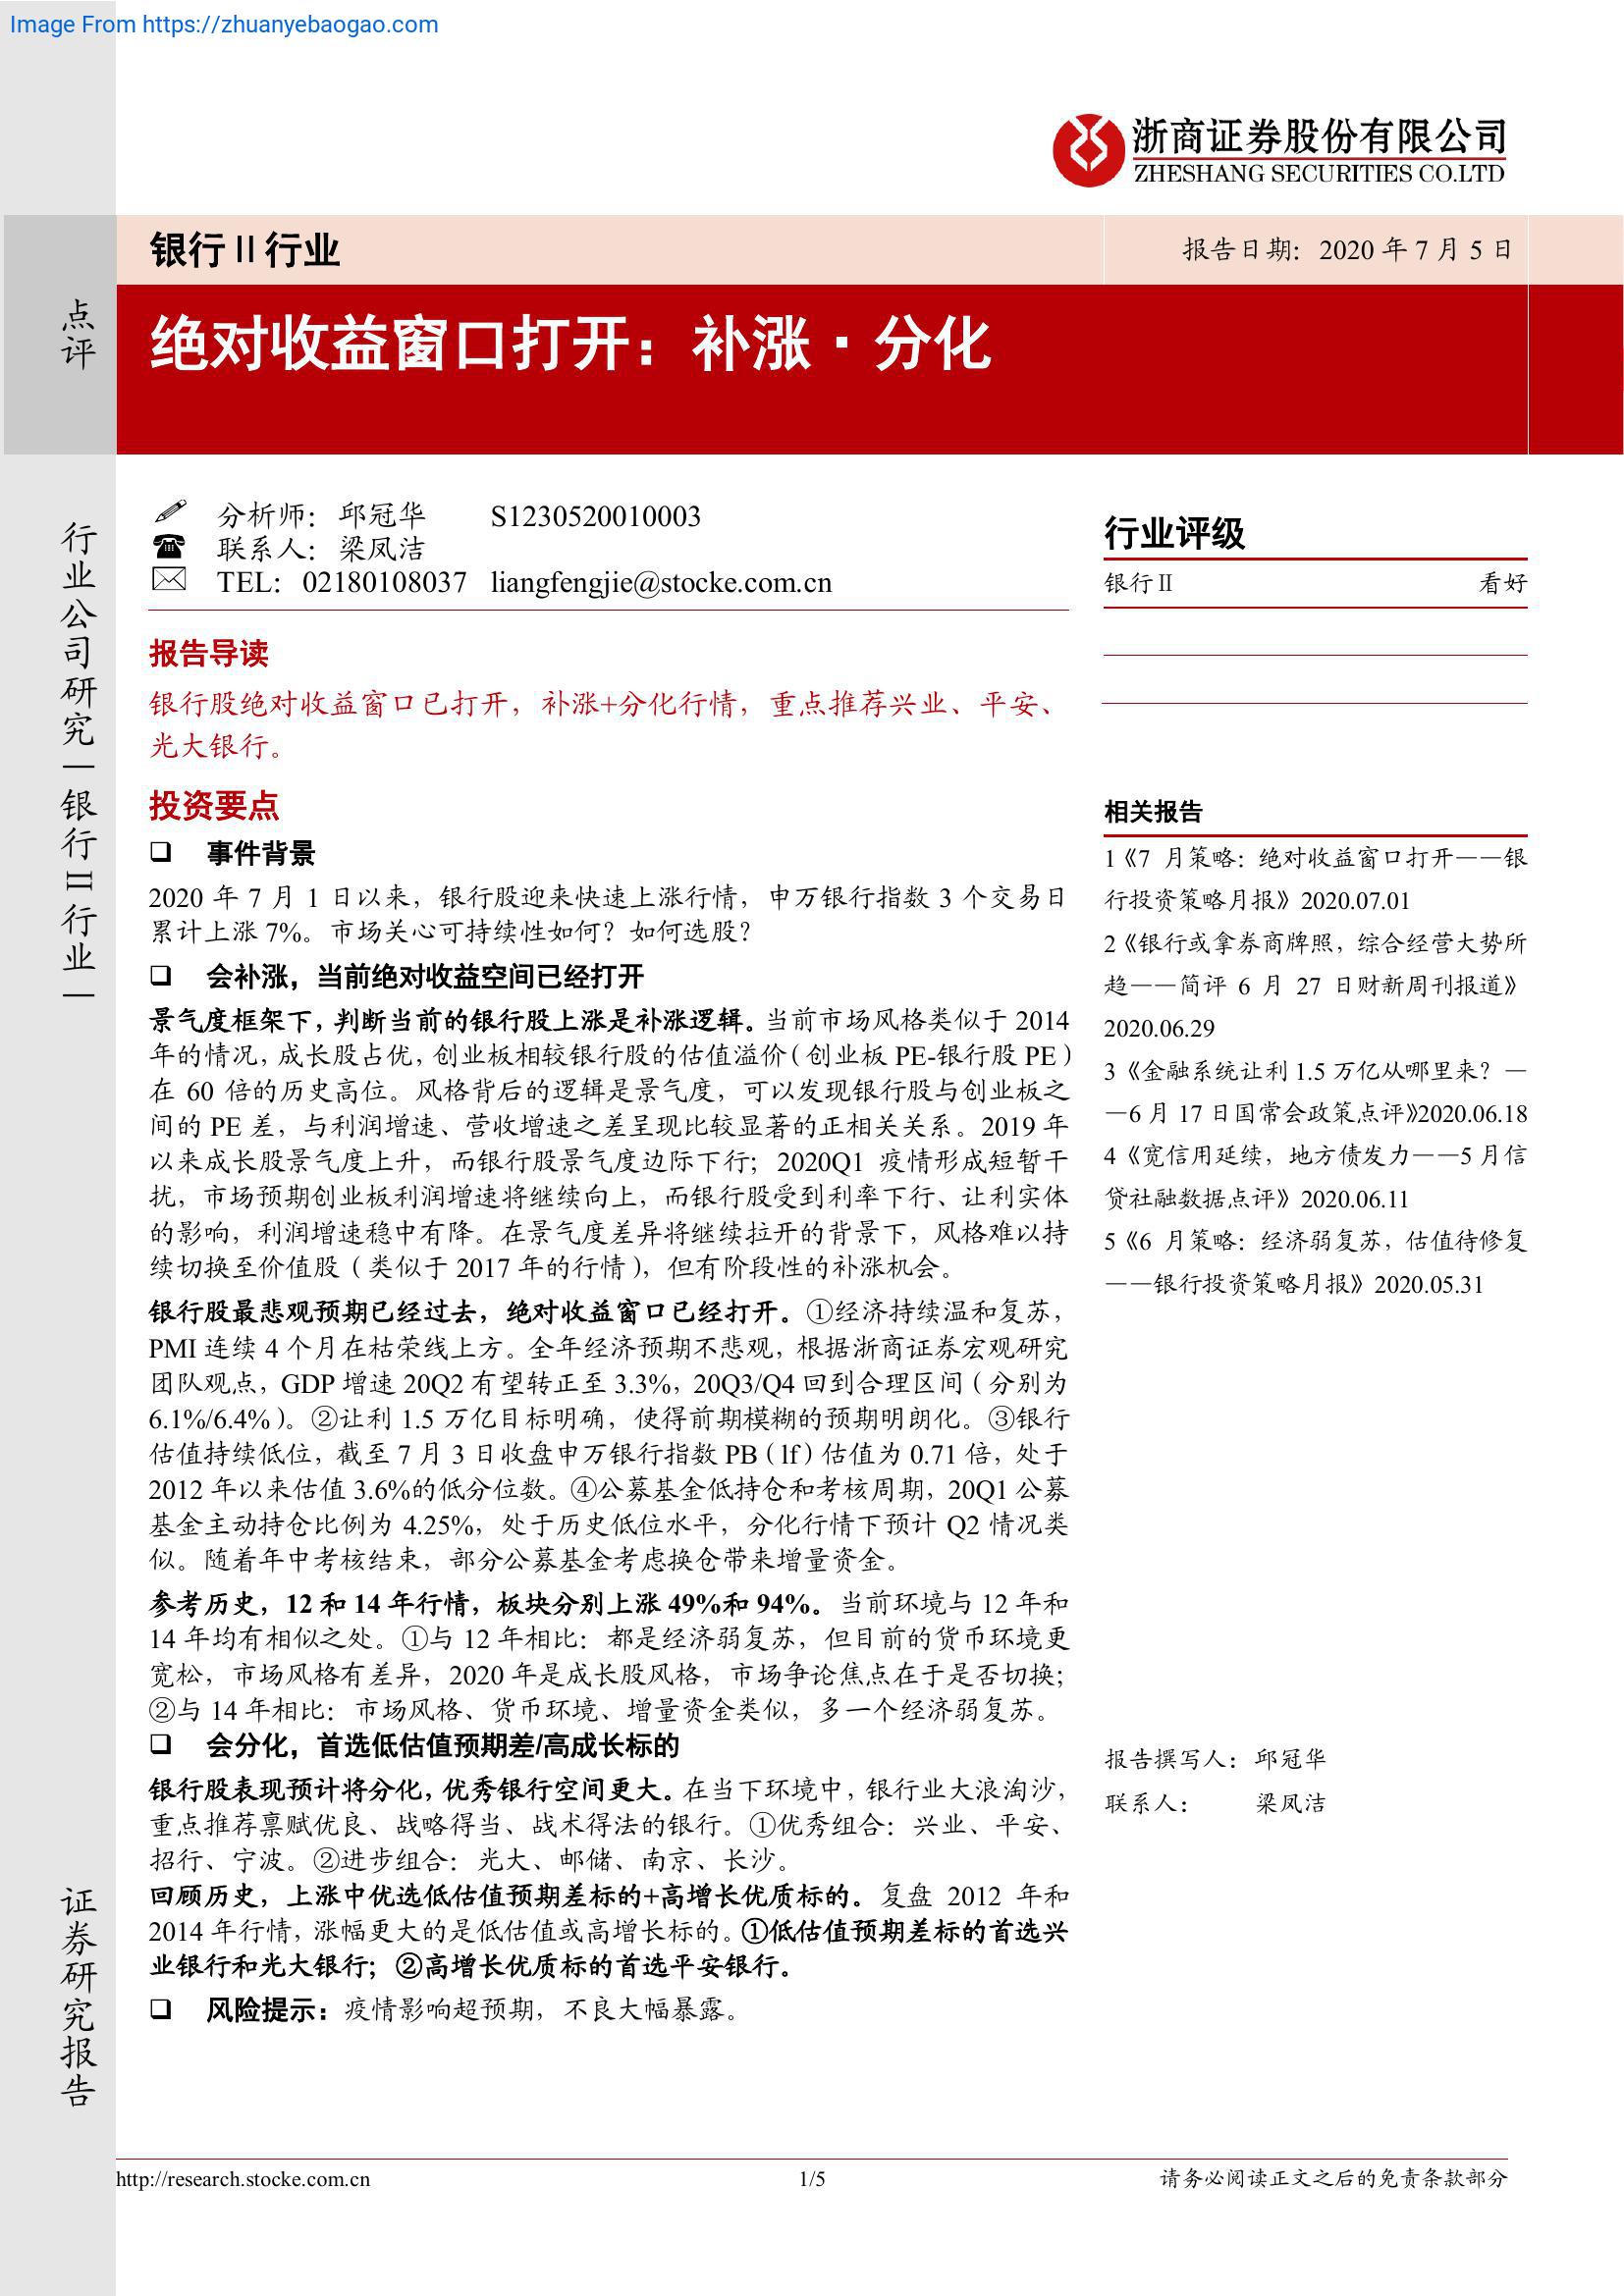 Image From https://zhuanyebaogao.com
浙商证券股份有限公司
ZHESHANG SECURITIES CO.LTD
点评
行业公司研究|银行II行业|
证券研究报告
银行Ⅱ行业
报告日期：2020 年 7 月 5 日
绝对收益窗口打开：补涨·分化
分析师：邱冠华 S1230520010003
联系人：梁凤洁
TEL：02180108037 liangfengjie@stocke.com.cn
报告导读
银行股绝对收益窗口已打开，补涨+分化行情，重点推荐兴业、平安、
光大银行。
投资要点
❑ 事件背景
2020 年 7 月 1 日以来，银行股迎来快速上涨行情，申万银行指数 3 个交易日
累计上涨 7%。市场关心可持续性如何？如何选股？
❑ 会补涨，当前绝对收益空间已经打开
景气度框架下，判断当前的银行股上涨是补涨逻辑。当前市场风格类似于 2014
年的情况，成长股占优，创业板相较银行股的估值溢价（创业板 PE-银行股 PE）
在 60 倍的历史高位。风格背后的逻辑是景气度，可以发现银行股与创业板之
间的 PE 差，与利润增速、营收增速之差呈现比较显著的正相关关系。2019 年
以来成长股景气度上升，而银行股景气度边际下行；2020Q1 疫情形成短暂干
扰，市场预期创业板利润增速将继续向上，而银行股受到利率下行、让利实体
的影响，利润增速稳中有降。在景气度差异将继续拉开的背景下，风格难以持
续切换至价值股（类似于 2017 年的行情），但有阶段性的补涨机会。
银行股最悲观预期已经过去，绝对收益窗口已经打开。①经济持续温和复苏，
PMI 连续 4 个月在枯荣线上方。全年经济预期不悲观，根据浙商证券宏观研究
团队观点，GDP 增速 20Q2 有望转正至 3.3%，20Q3/Q4 回到合理区间（分别为
6.1%/6.4%）。②让利 1.5 万亿目标明确，使得前期模糊的预期明朗化。③银行
估值持续低位，截至 7 月 3 日收盘申万银行指数 PB（lf）估值为 0.71 倍，处于
2012 年以来估值 3.6%的低分位数。④公募基金低持仓和考核周期，20Q1 公募
基金主动持仓比例为 4.25%，处于历史低位水平，分化行情下预计 Q2 情况类
似。随着年中考核结束，部分公募基金考虑换仓带来增量资金。
参考历史，12 和 14 年行情，板块分别上涨 49%和 94%。当前环境与 12 年和
14 年均有相似之处。①与 12 年相比：都是经济弱复苏，但目前的货币环境更
宽松，市场风格有差异，2020 年是成长股风格，市场争论焦点在于是否切换；
②与 14 年相比：市场风格、货币环境、增量资金类似，多一个经济弱复苏。
❑ 会分化，首选低估值预期差/高成长标的
银行股表现预计将分化，优秀银行空间更大。在当下环境中，银行业大浪淘沙，
重点推荐禀赋优良、战略得当、战术得法的银行。①优秀组合：兴业、平安、
招行、宁波。②进步组合：光大、邮储、南京、长沙。
回顾历史，上涨中优选低估值预期差标的+高增长优质标的。复盘 2012 年和
2014 年行情，涨幅更大的是低估值或高增长标的。①低估值预期差标的首选兴
业银行和光大银行；②高增长优质标的首选平安银行。
❑ 风险提示：疫情影响超预期，不良大幅暴露。
行业评级
银行Ⅱ 看好
相关报告
1《7 月策略：绝对收益窗口打开——银
行投资策略月报》2020.07.01
2《银行或拿券商牌照，综合经营大势所
趋——简评 6 月 27 日财新周刊报道》
2020.06.29
3《金融系统让利 1.5 万亿从哪里来？—
—6 月 17 日国常会政策点评》2020.06.18
4《宽信用延续，地方债发力——5 月信
贷社融数据点评》2020.06.11
5《6 月策略：经济弱复苏，估值待修复
——银行投资策略月报》2020.05.31
报告撰写人：邱冠华
联系人： 梁凤洁
http://research.stocke.com.cn
1/5
请务必阅读正文之后的免责条款部分